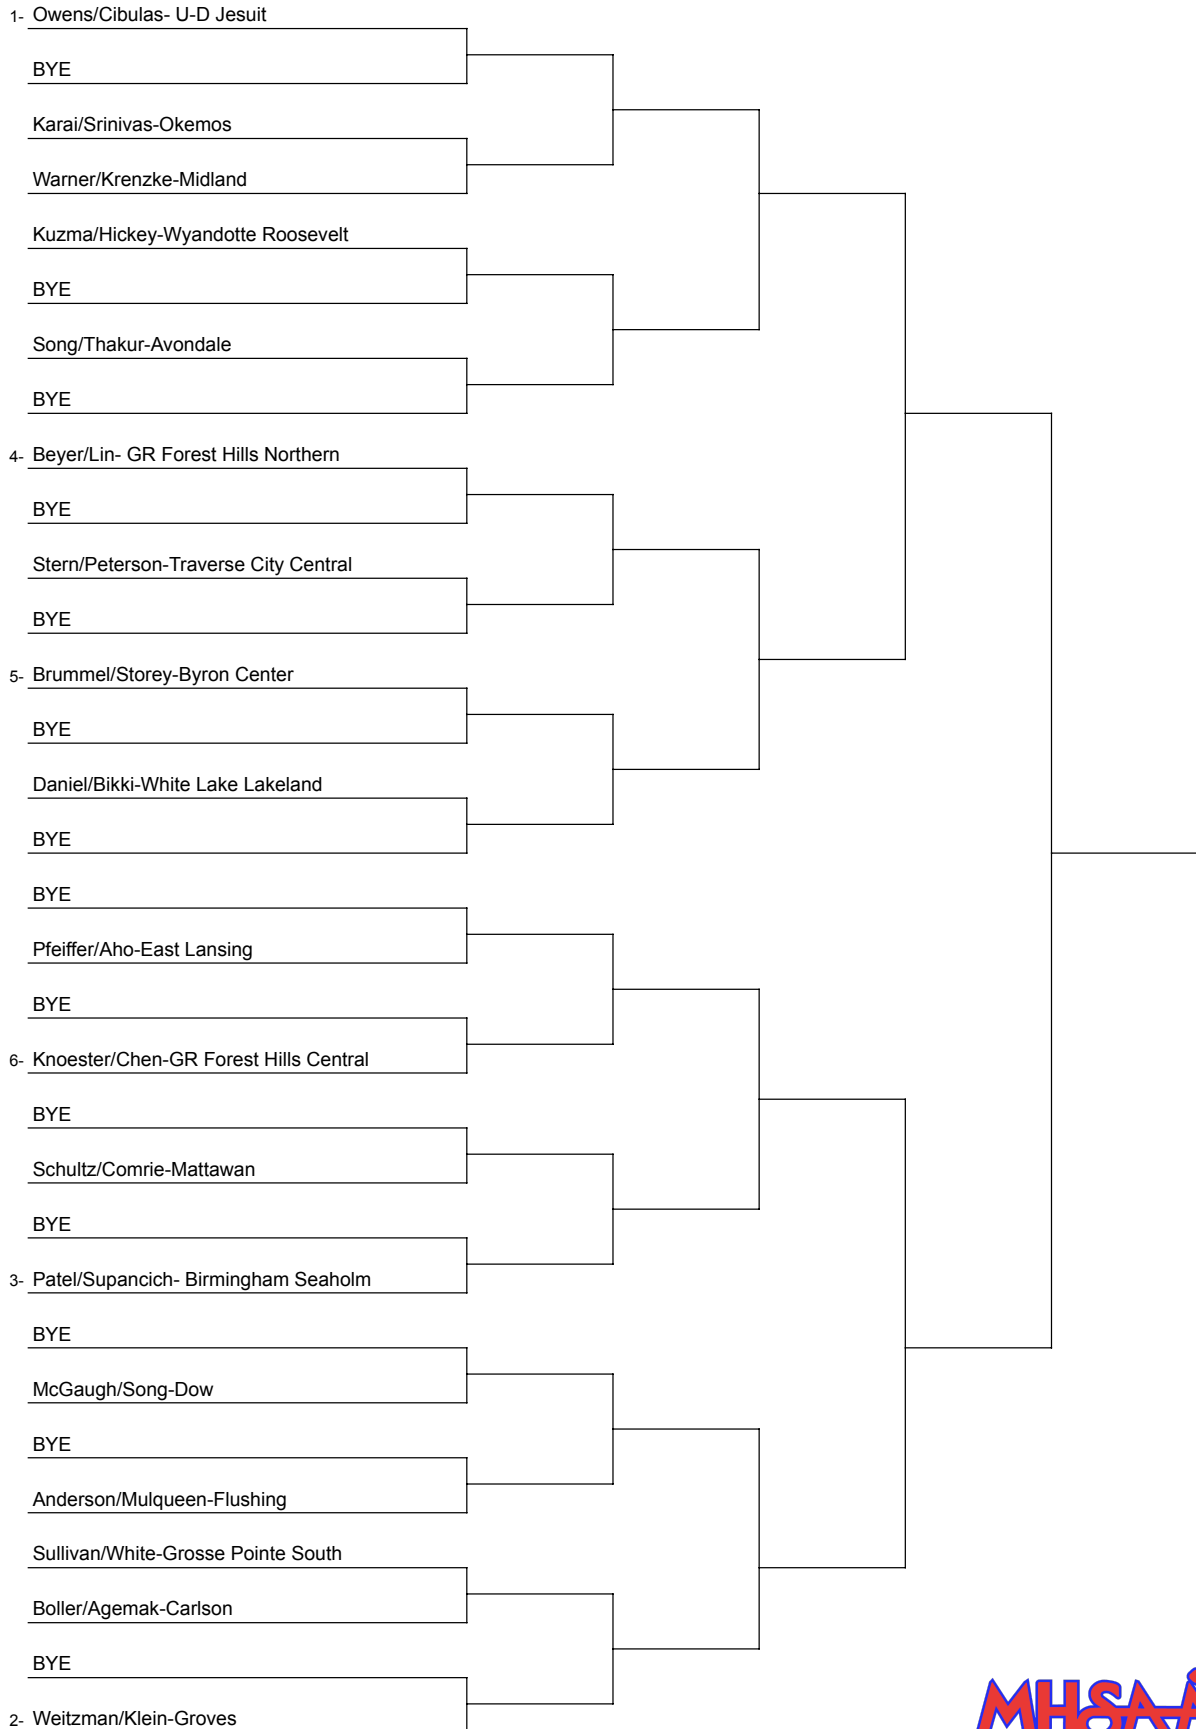 1- Owens/Cibulas- U-D Jesuit
BYE
Karai/Srinivas-Okemos
Warner/Krenzke-Midland
Kuzma/Hickey-Wyandotte Roosevelt
BYE
Song/Thakur-Avondale
BYE
4- Beyer/Lin- GR Forest Hills Northern
BYE
Stern/Peterson-Traverse City Central
BYE
5- Brummel/Storey-Byron Center
BYE
Daniel/Bikki-White Lake Lakeland
BYE
BYE
Pfeiffer/Aho-East Lansing
BYE
6- Knoester/Chen-GR Forest Hills Central
BYE
Schultz/Comrie-Mattawan
BYE
3- Patel/Supancich- Birmingham Seaholm
BYE
McGaugh/Song-Dow
BYE
Anderson/Mulqueen-Flushing
Sullivan/White-Grosse Pointe South
Boller/Agemak-Carlson
BYE
2- Weitzman/Klein-Groves
MHSAA